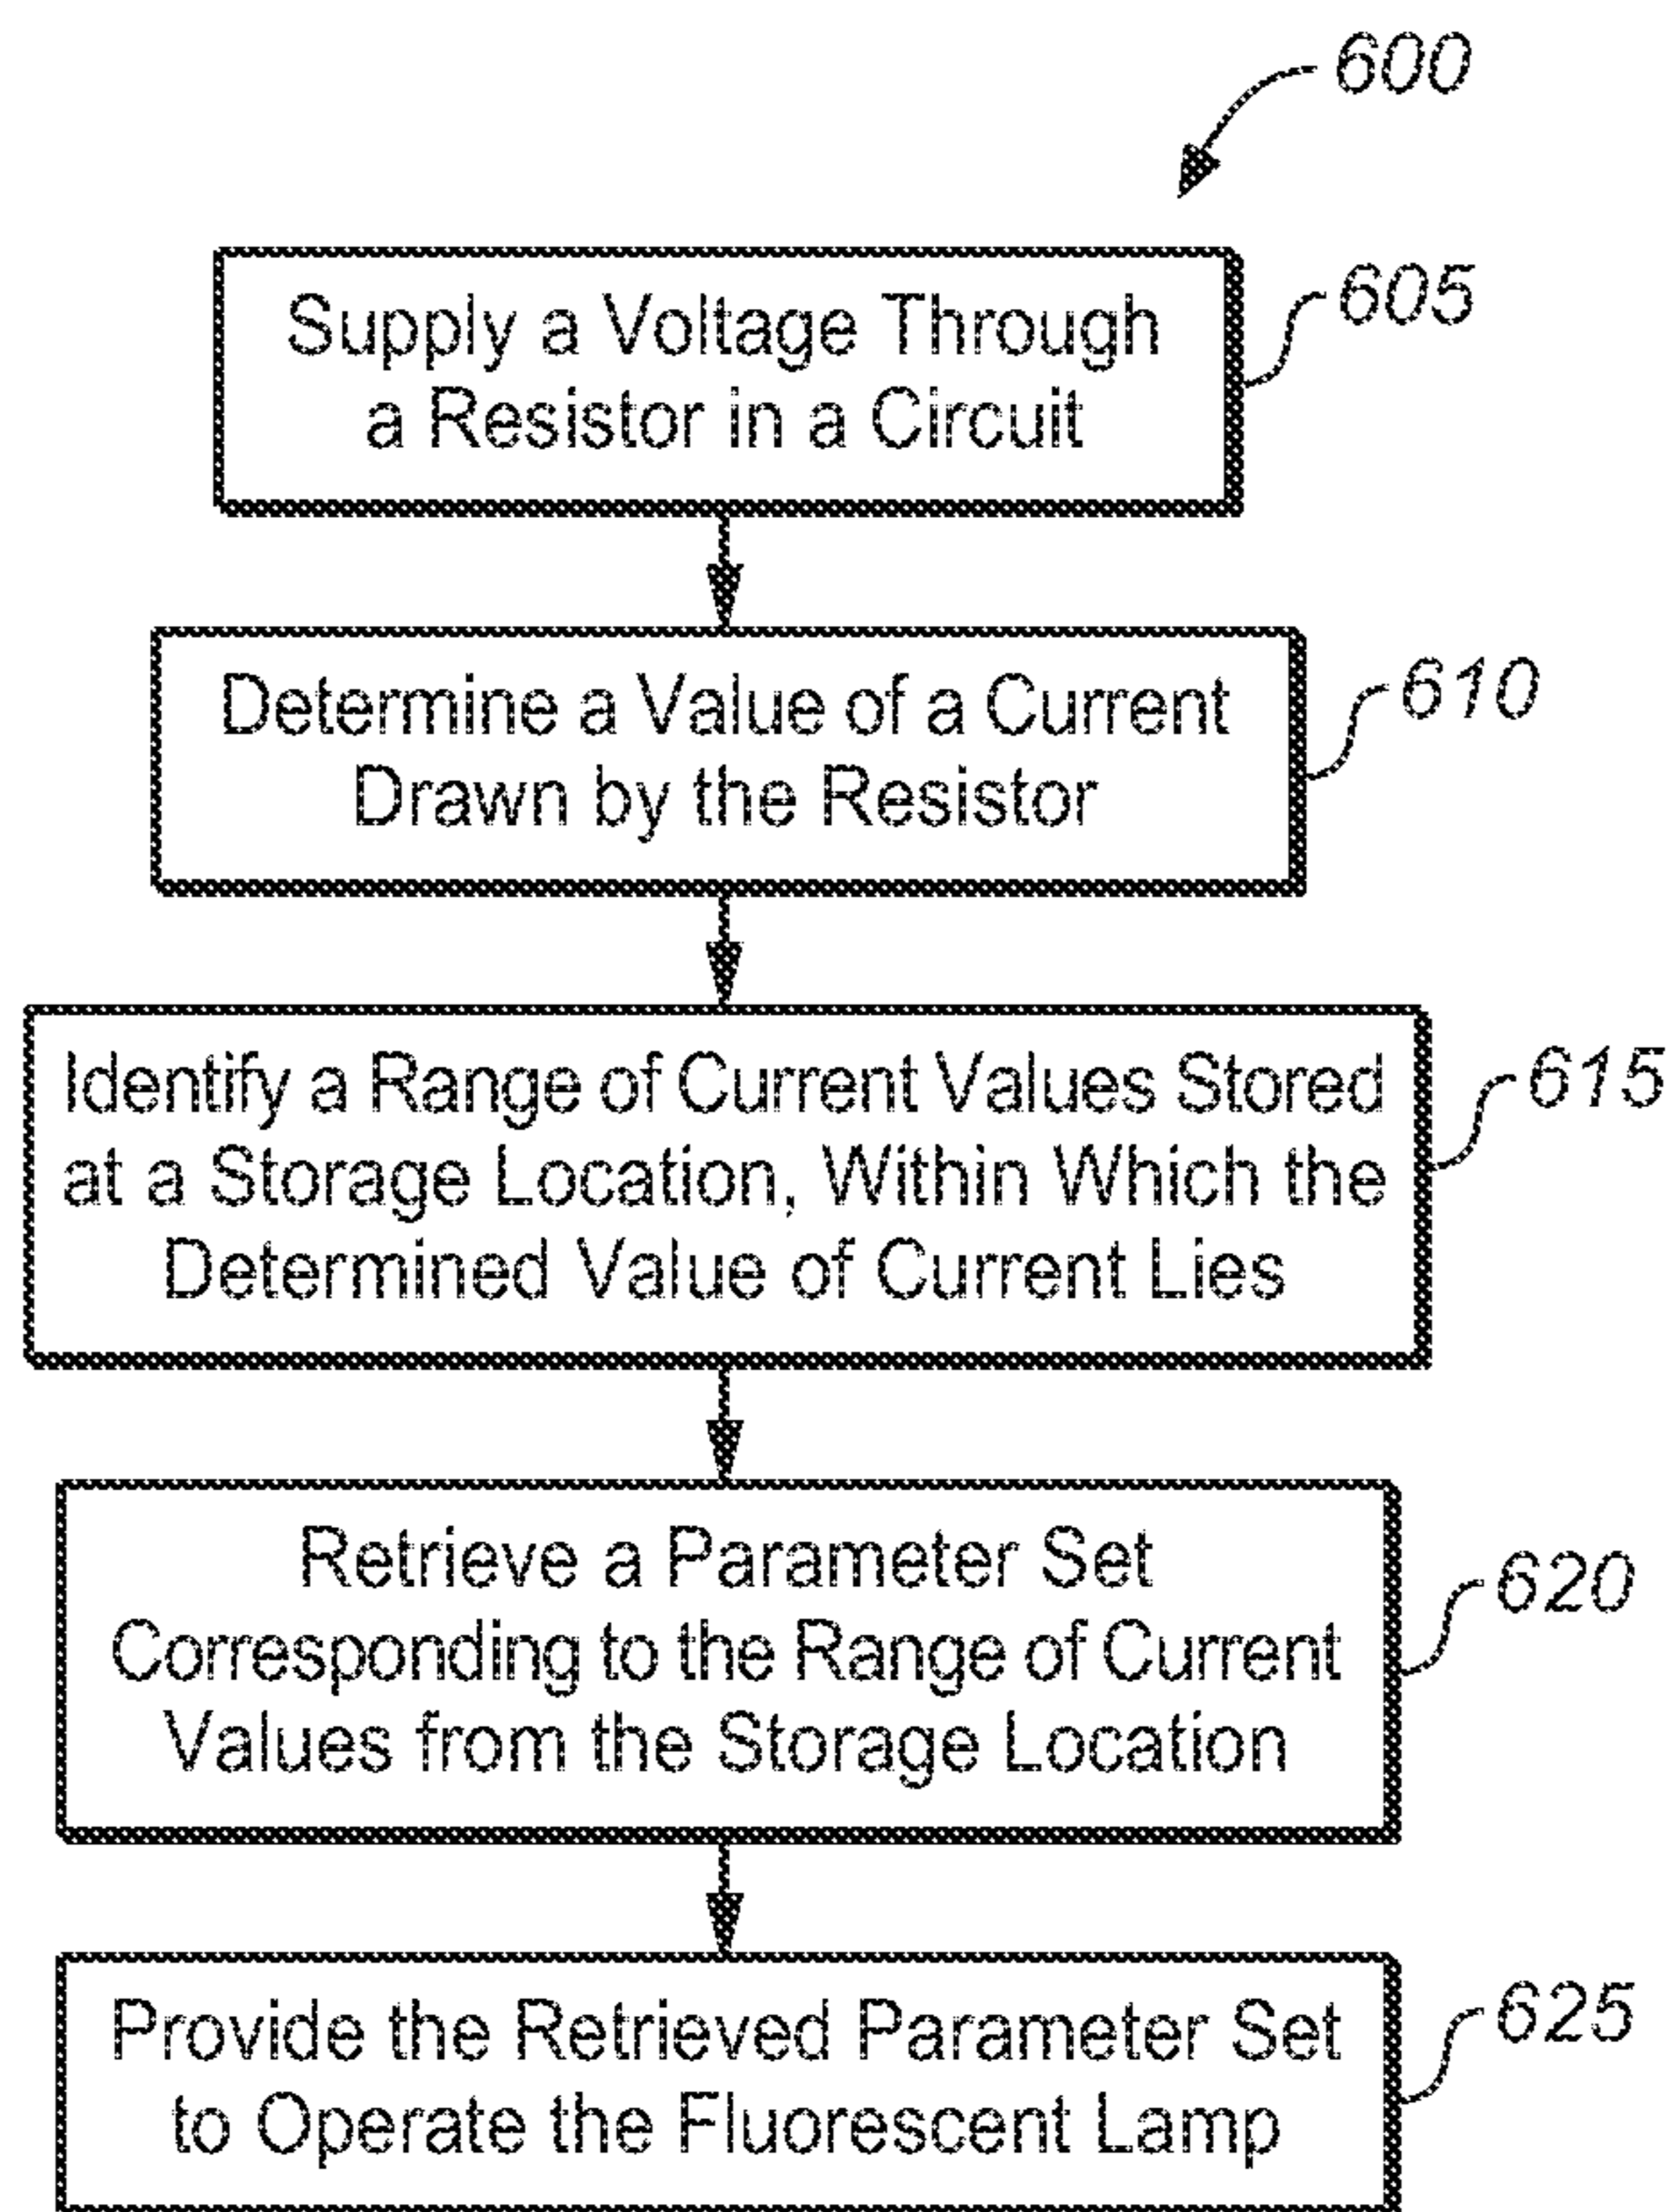 600
Supply a Voltage Through
a Resistor in a Circuit
605
Determine a Value of a Current
Drawn by the Resistor
610
Identify a Range of Current Values Stored
at a Storage Location, Within Which the
Determined Value of Current Lies
615
Retrieve a Parameter Set
Corresponding to the Range of Current
Values from the Storage Location
620
Provide the Retrieved Parameter Set
to Operate the Fluorescent Lamp
625